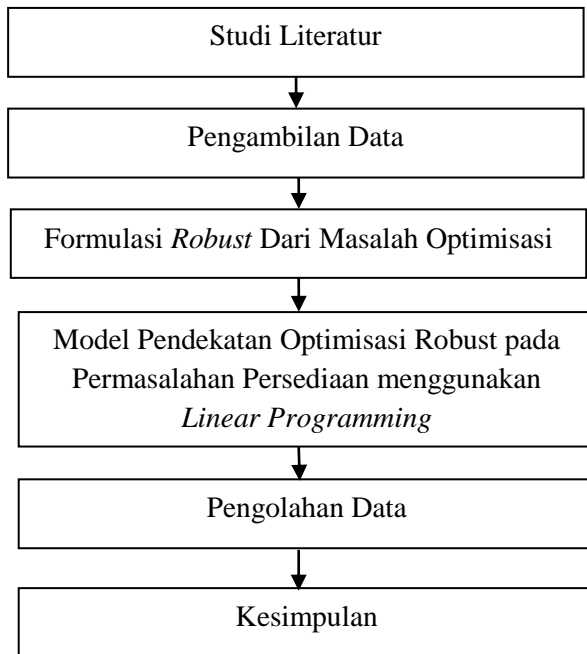 Studi Literatur
Pengambilan Data
Formulasi Robust Dari Masalah Optimisasi
Model Pendekatan Optimisasi Robust pada
Permasalahan Persediaan menggunakan
Linear Programming
Pengolahan Data
Kesimpulan